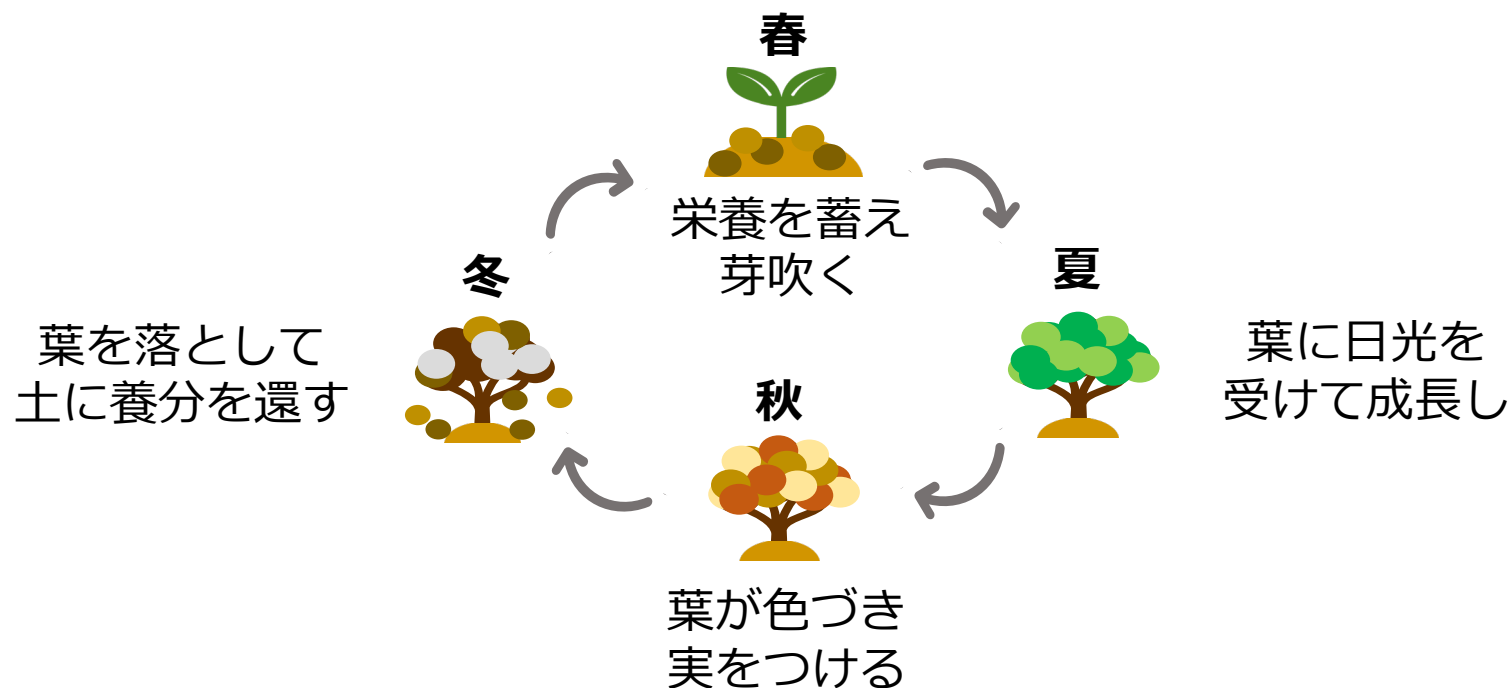 春
栄養を蓄え
芽吹く
夏
葉に日光を
受けて成長し
秋
葉が色づき
実をつける
冬
葉を落として
土に養分を還す